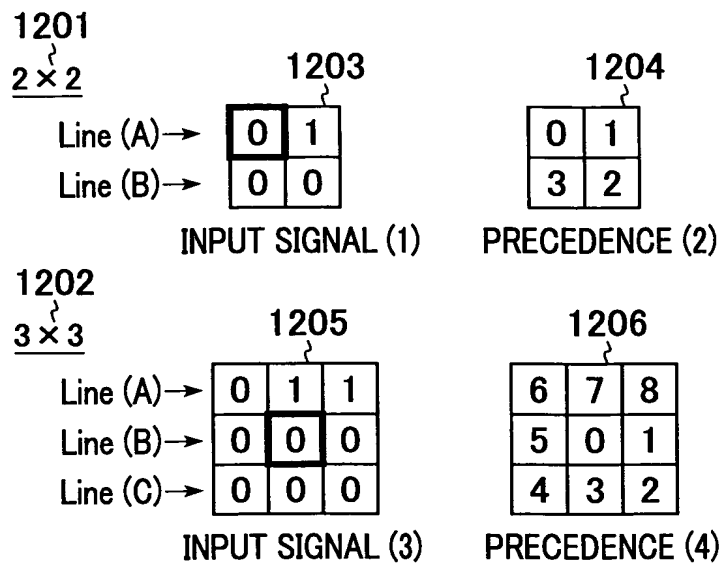 1201
2 × 2
1203
1204
Line (A)→ 0 1
0 1
Line (B)→ 0 0
3 2
INPUT SIGNAL (1)
PRECEDENCE (2)
1202
3 × 3
1205
1206
Line (A)→ 0 1 1
6 7 8
Line (B)→ 0 0 0
5 0 1
Line (C)→ 0 0 0
4 3 2
INPUT SIGNAL (3)
PRECEDENCE (4)